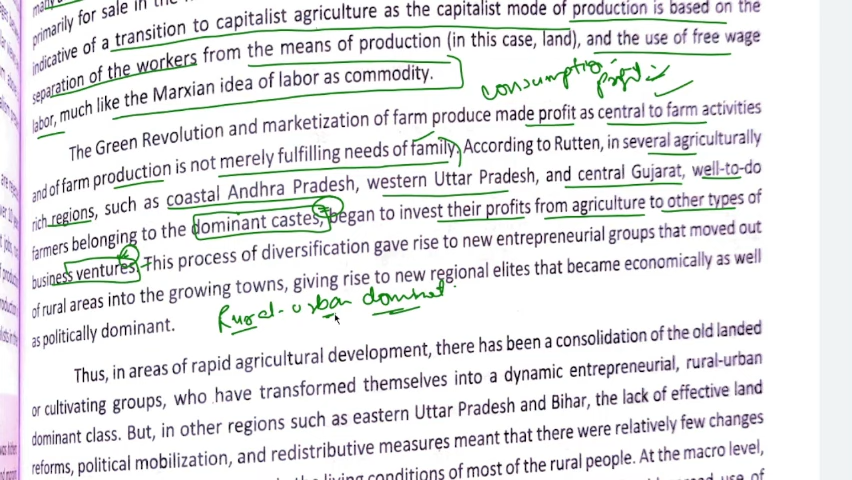 primarily for sale in the
indicative of a transition to capitalist agriculture as the capitalist mode of production is based on the
separation of the workers from the means of production (in this case, land), and the use of free wage
labor, much like the Marxian idea of labor as commodity.
consumption profit
The Green Revolution and marketization of farm produce made profit as central to farm activities
and of farm production is not merely fulfilling needs of family. According to Rutten, in several agriculturally
rich regions, such as coastal Andhra Pradesh, western Uttar Pradesh, and central Gujarat, well-to-do
farmers belonging to the dominant castes, began to invest their profits from agriculture to other types of
business ventures. This process of diversification gave rise to new entrepreneurial groups that moved out
of rural areas into the growing towns, giving rise to new regional elites that became economically as well
as politically dominant.
Rural-urban dominat
Thus, in areas of rapid agricultural development, there has been a consolidation of the old landed
or cultivating groups, who have transformed themselves into a dynamic entrepreneurial, rural-urban
dominant class. But, in other regions such as eastern Uttar Pradesh and Bihar, the lack of effective land
reforms, political mobilization, and redistributive measures meant that there were relatively few changes
conditions of most of the rural people. At the macro level,
use of